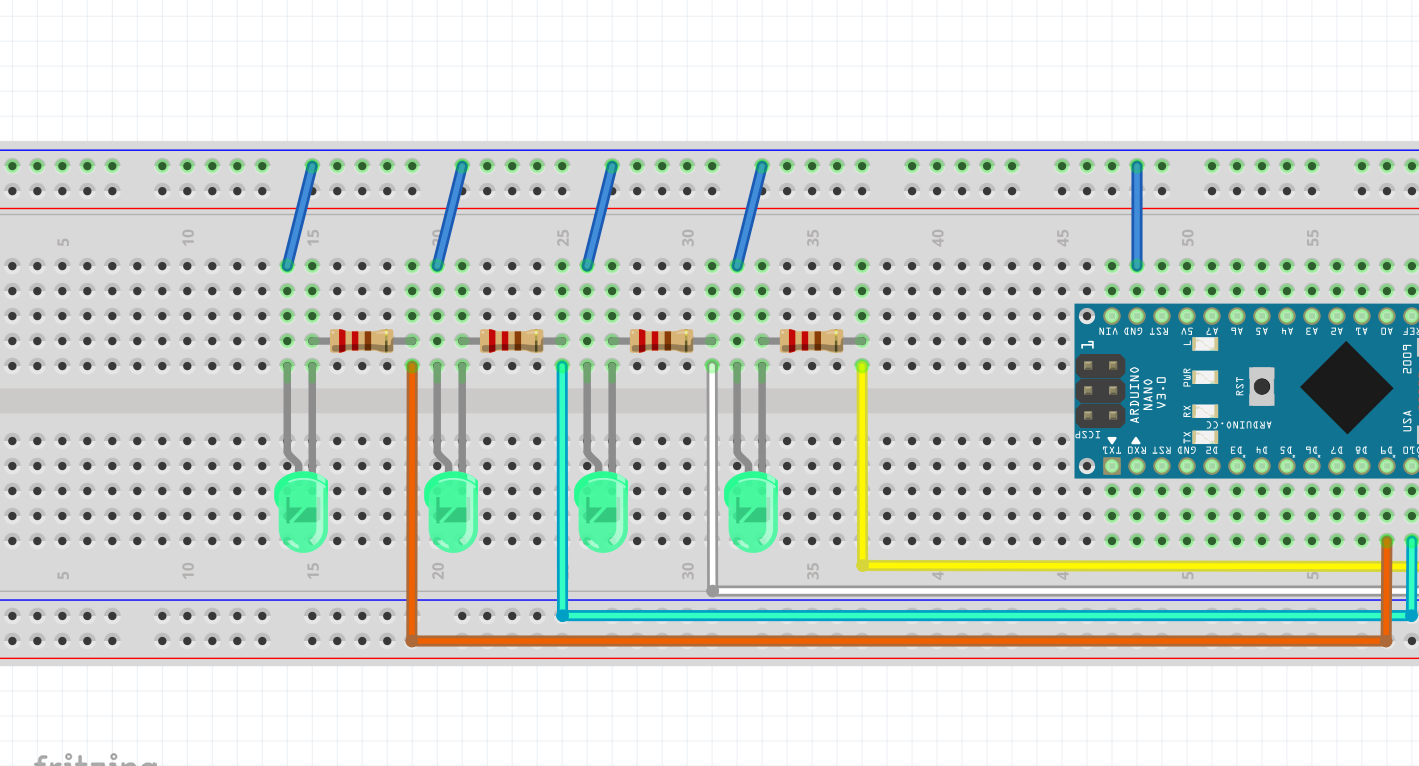 5 10 15 20 25 30 35 40 45 50 55
VIN GND RST 5V A7 A6 A5 A4 A3 A2 A1 A0 REF
L
PWR
RST
ARDUINO
NANO
V3.0
RX
TX
ARDUINO.CC
USA
ICSP
1
TX1 RX0 RST GND D2 D3 D4 D5 D6 D7 D8 D9 D10
5 10 15 20 30 35 4 4 5 5
fritzing